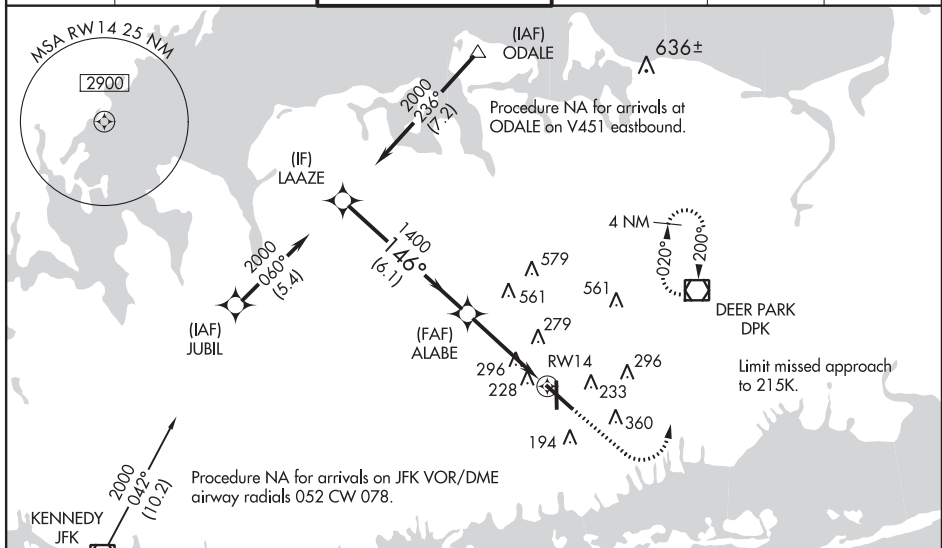 MSA RW14 25 NM
2900
(IAF)
ODALE
636±
2000
236°
(7.2)
Procedure NA for arrivals at
ODALE on V451 eastbound.
(IF)
LAAZE
1400
146°
(6.1)
2000
060°
(5.4)
(IAF)
JUBIL
4 NM
020°
200°
DEER PARK
DPK
579
561
561
279
(FAF)
ALABE
RW14
296
228
233
296
360
194
Limit missed approach
to 215K.
2000
042°
(10.2)
Procedure NA for arrivals on JFK VOR/DME
airway radials 052 CW 078.
KENNEDY
JFK